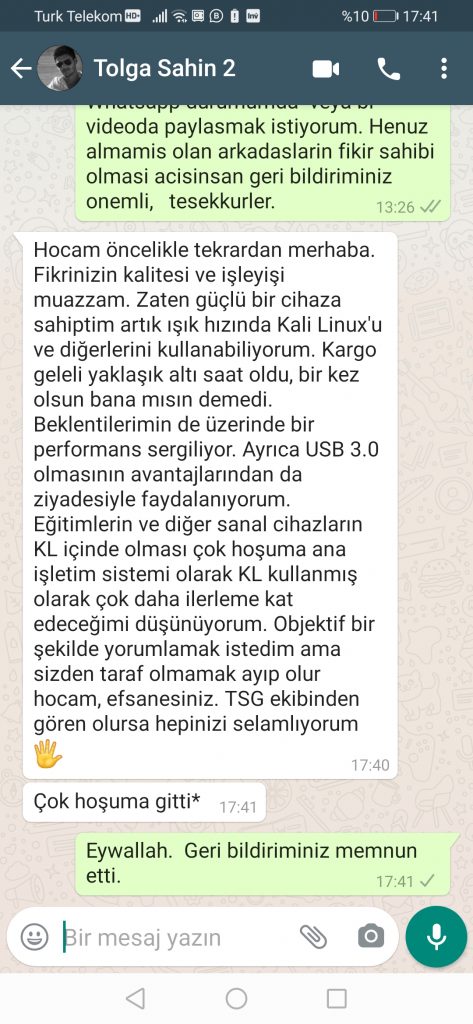 Turk Telekom HD+ B inv %10 17:41
Tolga Sahin 2
videoda paylasmak istiyorum. Henuz
almamis olan arkadaslarin fikir sahibi
olmasi acisinsan geri bildiriminiz
onemli, tesekkurler.
13:26
Hocam öncelikle tekrardan merhaba.
Fikrinizin kalitesi ve işleyişi
muazzam. Zaten güçlü bir cihaza
sahiptim artık ışık hızında Kali Linux'u
ve diğerlerini kullanabiliyorum. Kargo
geleli yaklaşık altı saat oldu, bir kez
olsun bana mısın demedi.
Beklentilerimin de üzerinde bir
performans sergiliyor. Ayrıca USB 3.0
olmasının avantajlarından da
ziyadesiyle faydalanıyorum.
Eğitimlerin ve diğer sanal cihazların
KL içinde olması çok hoşuma ana
işletim sistemi olarak KL kullanmış
olarak çok daha ilerleme kat
edeceğimi düşünüyorum. Objektif bir
şekilde yorumlamak istedim ama
sizden taraf olmamak ayıp olur
hocam, efsanesiniz. TSG ekibinden
gören olursa hepinizi selamlıyorum
17:40
Çok hoşuma gitti* 17:41
Eywallah. Geri bildiriminiz memnun
etti.
17:41
Bir mesaj yazın